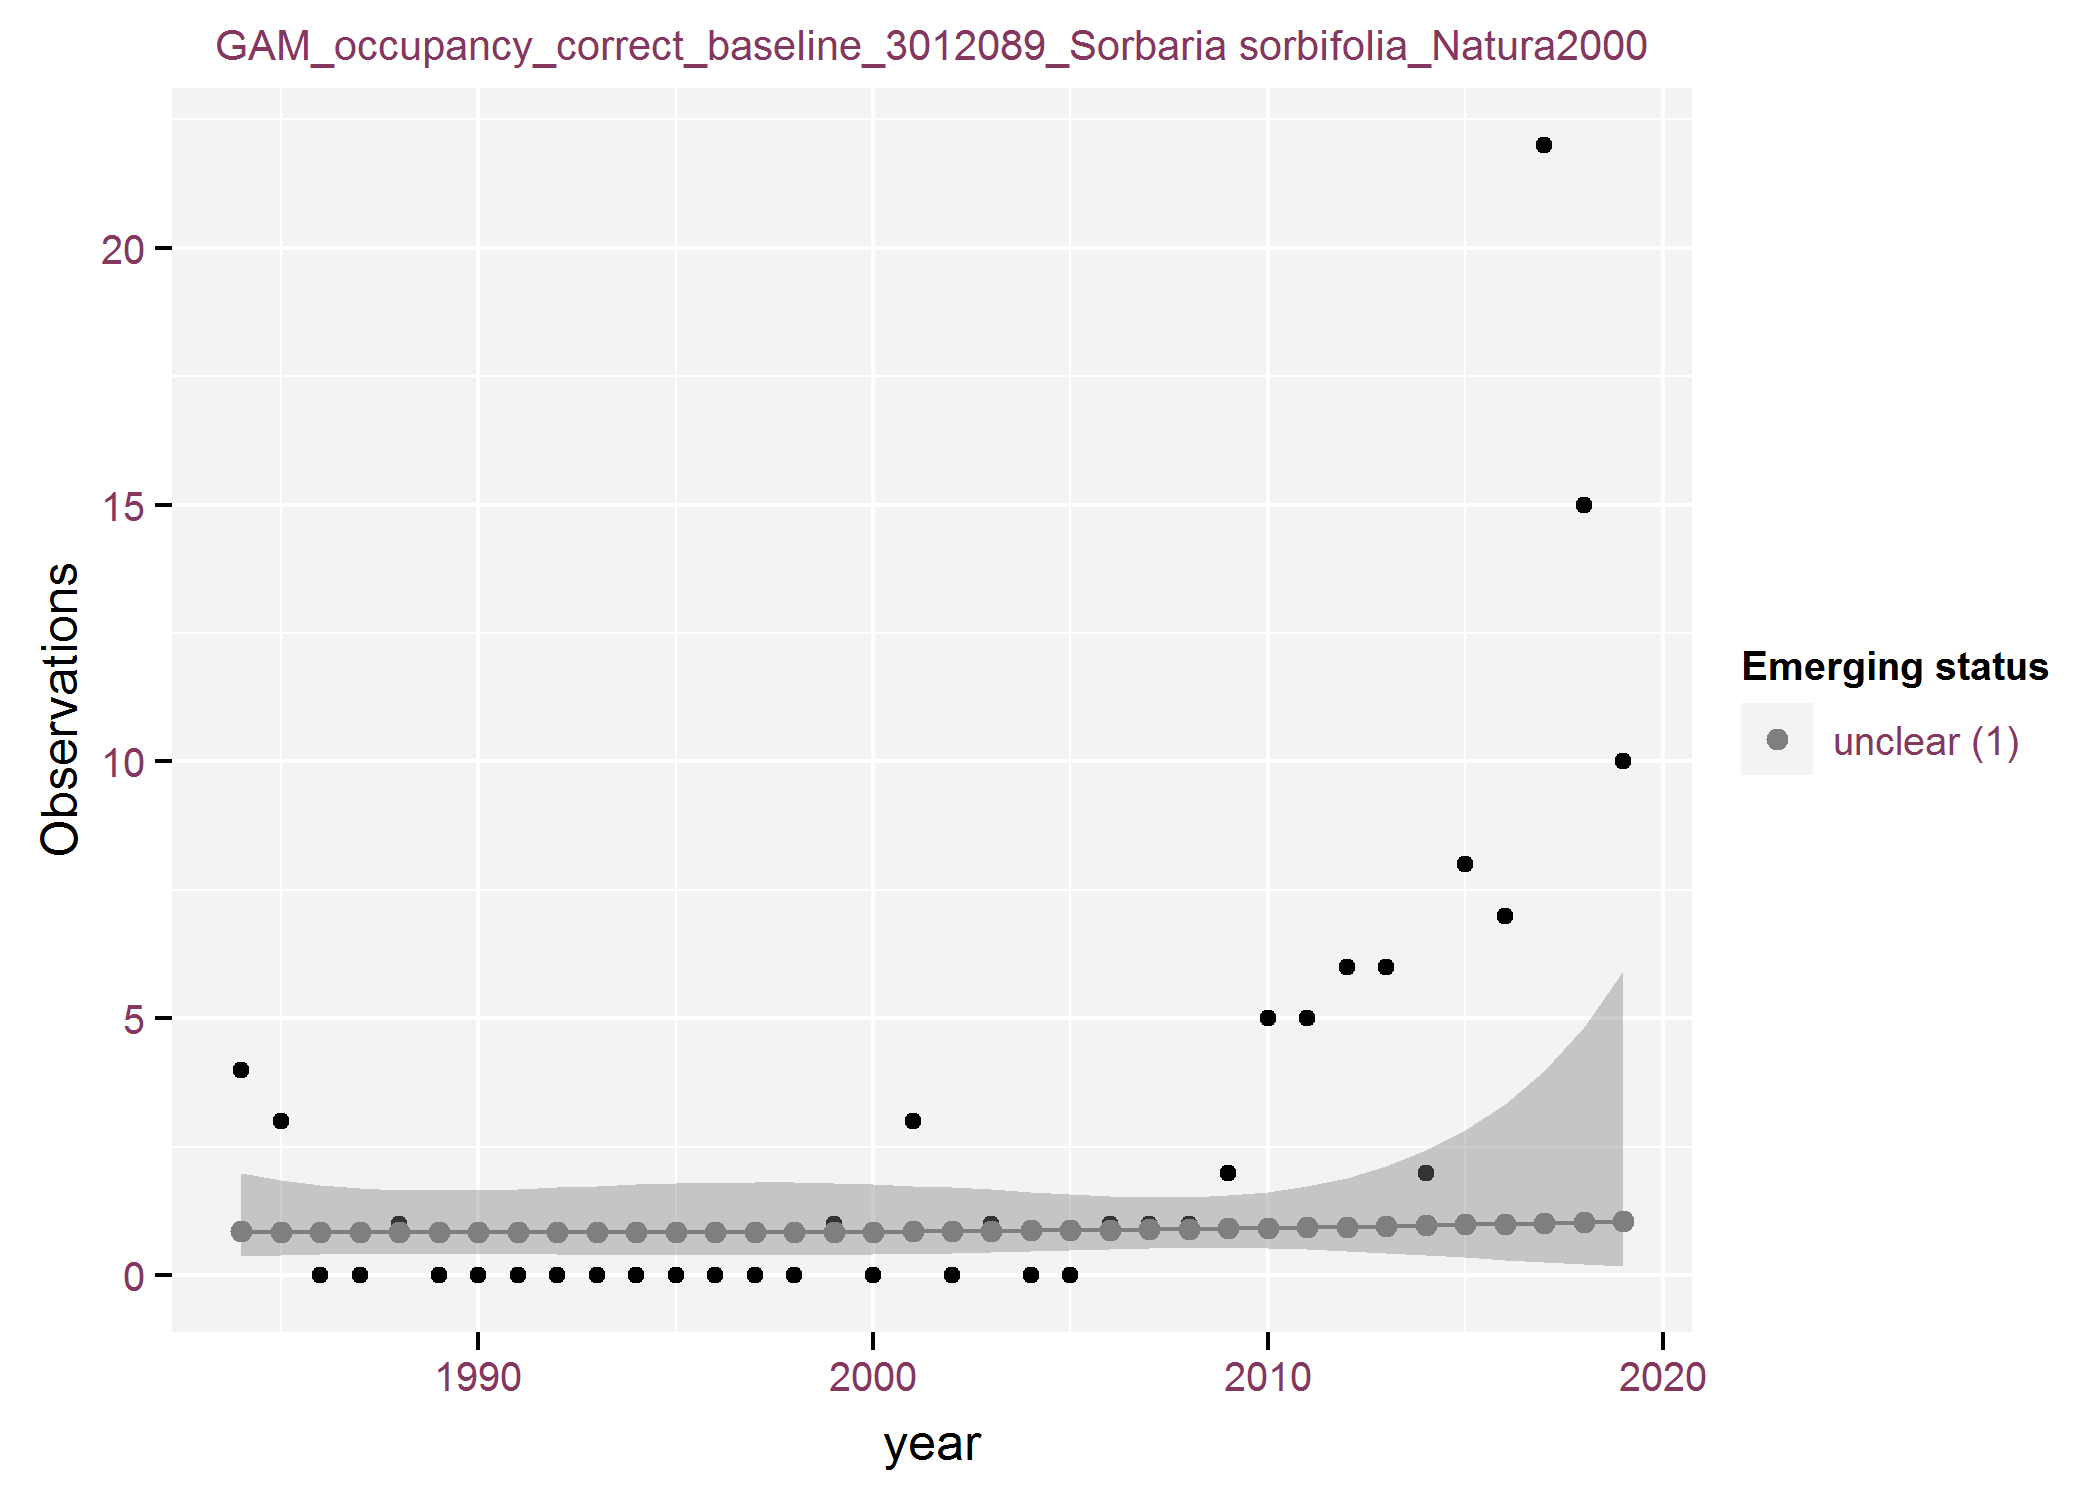 GAM_occupancy_correct_baseline_3012089_Sorbaria sorbifolia_Natura2000
20
15
10
5
0
Observations
1990
2000
2010
2020
year
Emerging status
unclear (1)